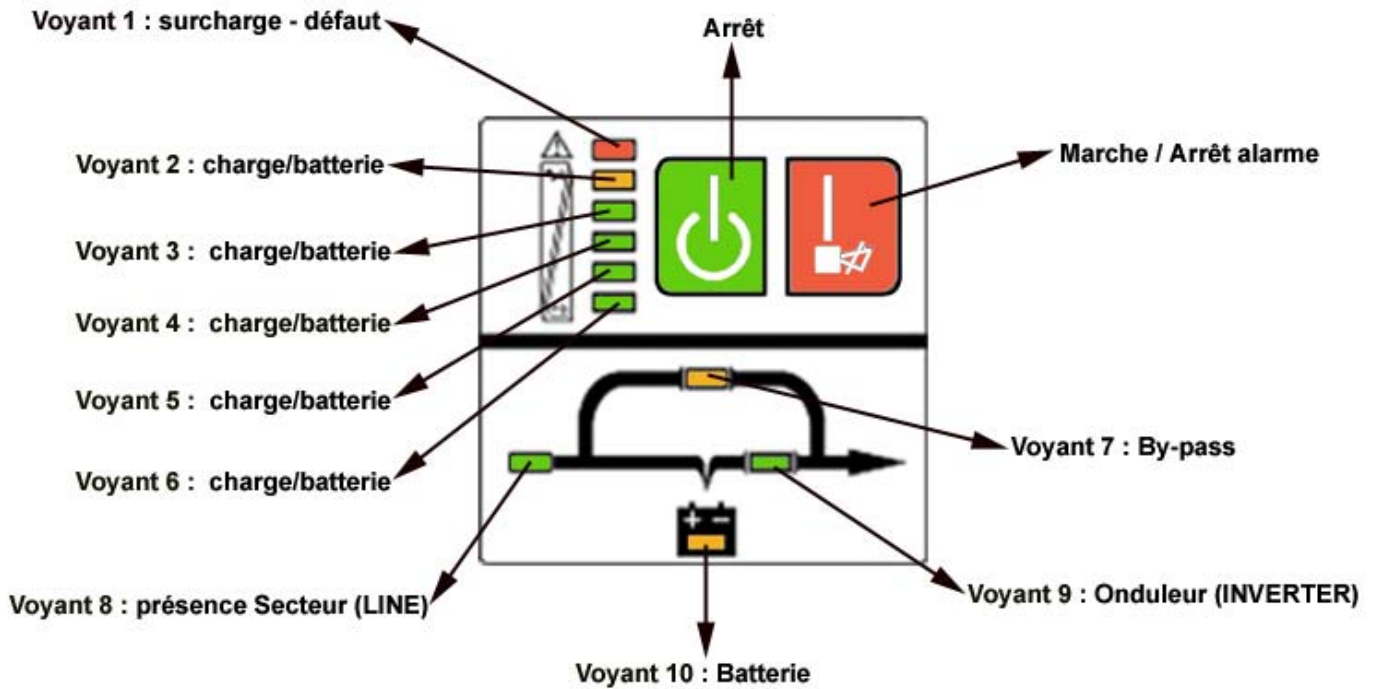 Voyant 1 : surcharge - défaut
Arrêt
Marche / Arrêt alarme
Voyant 2 : charge/batterie
Voyant 3 : charge/batterie
Voyant 4 : charge/batterie
Voyant 5 : charge/batterie
Voyant 6 : charge/batterie
Voyant 7 : By-pass
+ -
Voyant 8 : présence Secteur (LINE)
Voyant 9 : Onduleur (INVERTER)
Voyant 10 : Batterie